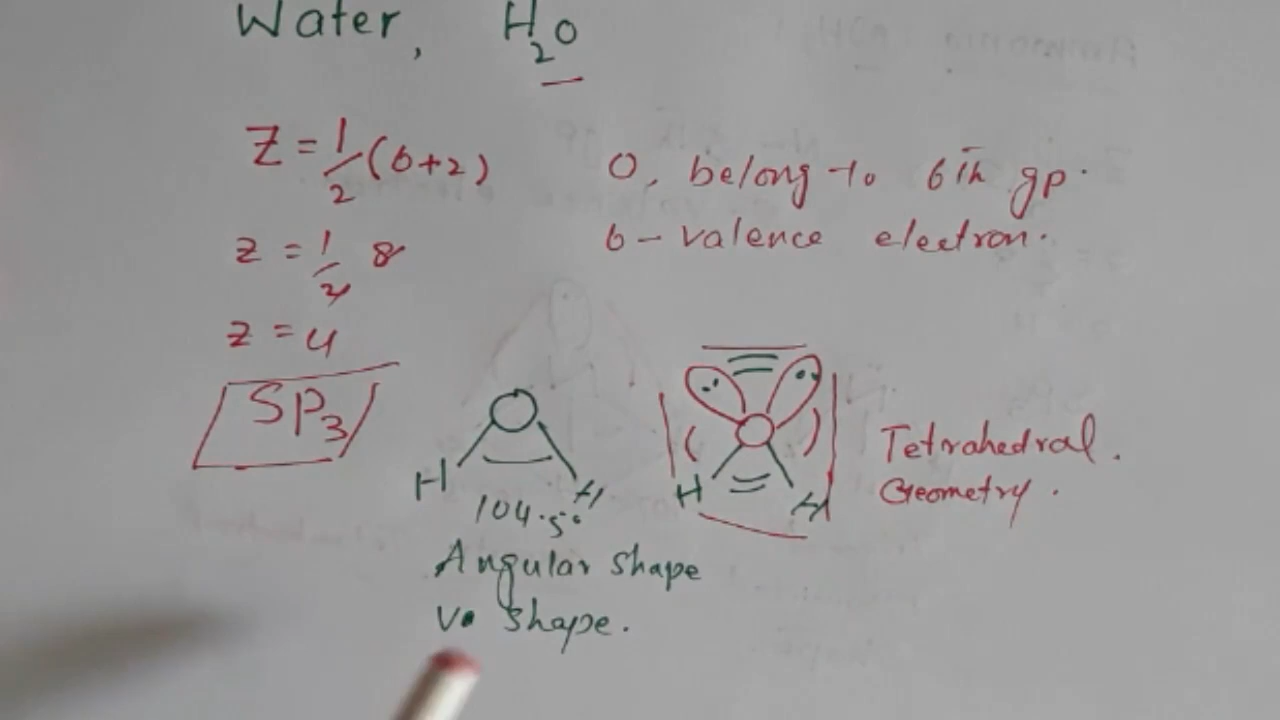 Water, H2O
Z = 1/2 (6+2)
O, belong to 6th gp.
6 - valence electron.
z = 1/2 8
z = 4
SP3
H
H
104.5°
H
H
Tetrahedral.
Geometry.
Angular shape
V shape.